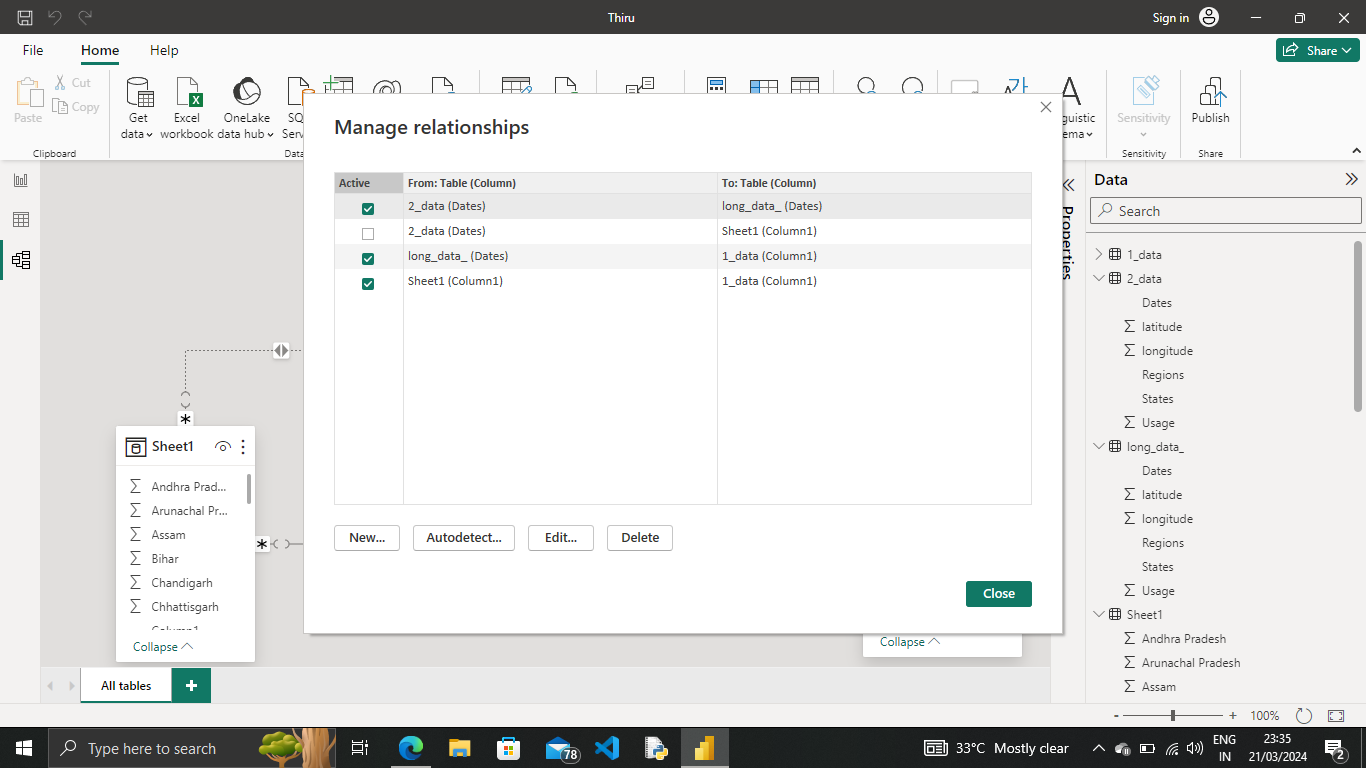 Thiru
Sign in
File
Home
Help
Share
Paste
Cut
Copy
Get
data
Excel
workbook
OneLake
data hub
Sensitivity
Publish
Clipboard
Sensitivity
Share
Manage relationships
Active
From: Table (Column)
To: Table (Column)
2_data (Dates)
long_data_ (Dates)
2_data (Dates)
Sheet1 (Column1)
long_data_ (Dates)
1_data (Column1)
Sheet1 (Column1)
1_data (Column1)
New...
Autodetect...
Edit...
Delete
Close
Properties
Data
Search
1_data
2_data
Dates
latitude
longitude
Regions
States
Usage
long_data_
Dates
latitude
longitude
Regions
States
Usage
Sheet1
Andhra Pradesh
Arunachal Pradesh
Assam
Sheet1
Andhra Prad...
Arunachal Pr...
Assam
Bihar
Chandigarh
Chhattisgarh
Collapse
Collapse
All tables
100%
Type here to search
78
33°C Mostly clear
ENG
IN
23:35
21/03/2024
2